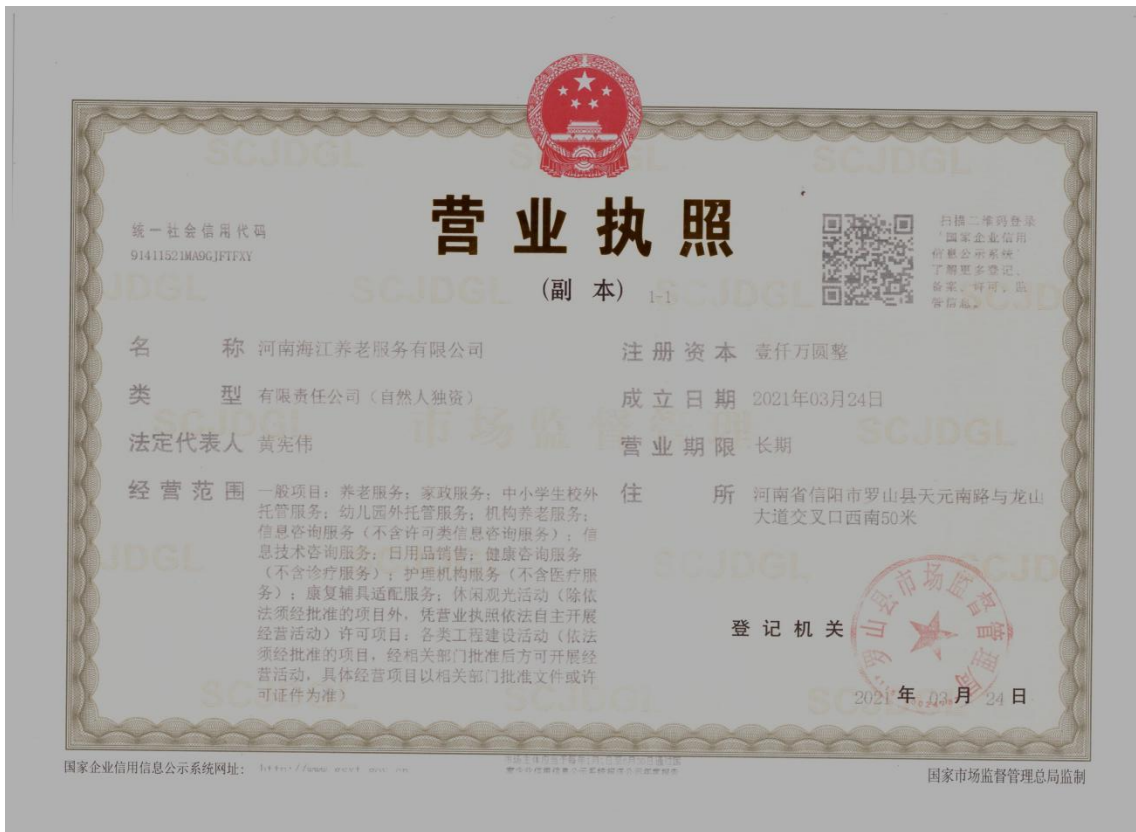 营业执照
(副 本) 1-1
统一社会信用代码
91411521MA9GJFTFXY
扫描二维码登录
“国家企业信用
信息公示系统”
了解更多登记、
备案、许可、监
管信息。
名 称 河南海江养老服务有限公司
类 型 有限责任公司（自然人独资）
法定代表人 黄宪伟
经营范围 一般项目：养老服务；家政服务；中小学生校外
托管服务；幼儿园外托管服务；机构养老服务；
信息咨询服务（不含许可类信息咨询服务）；信
息技术咨询服务；日用品销售；健康咨询服务
（不含诊疗服务）；护理机构服务（不含医疗服
务）；康复辅具适配服务；休闲观光活动（除依
法须经批准的项目外，凭营业执照依法自主开展
经营活动）许可项目：各类工程建设活动（依法
须经批准的项目，经相关部门批准后方可开展经
营活动，具体经营项目以相关部门批准文件或许
可证件为准）
注册资本 壹仟万圆整
成立日期 2021年03月24日
营业期限 长期
住 所 河南省信阳市罗山县天元南路与龙山
大道交叉口西南50米
登记机关
罗山县市场监督管理局
2021 年 03 月 24 日
国家企业信用信息公示系统网址：
国家市场监督管理总局监制
SCJDGL
市场监督管理